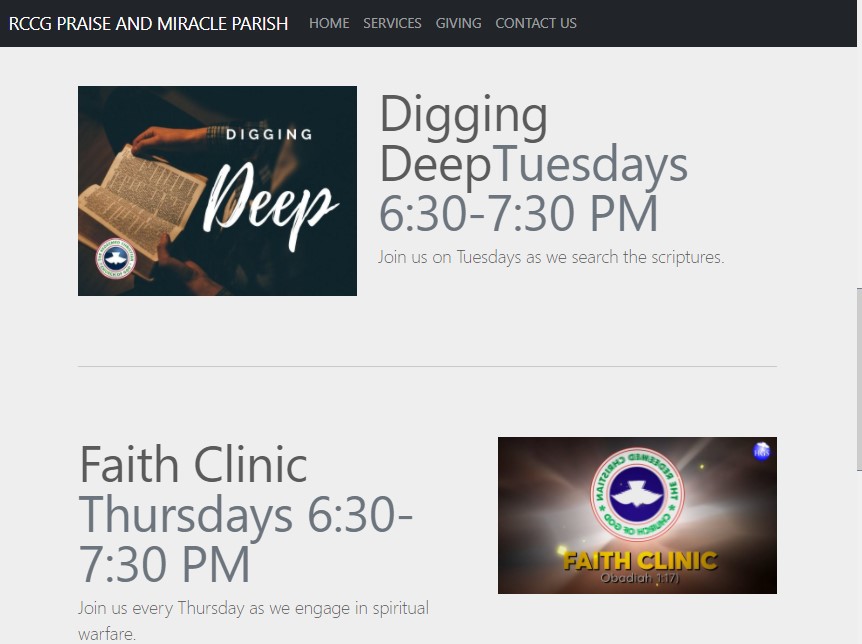 RCCG PRAISE AND MIRACLE PARISH HOME SERVICES GIVING CONTACT US
DIGGING
Deep
Digging
DeepTuesdays
6:30-7:30 PM
Join us on Tuesdays as we search the scriptures.
Faith Clinic
Thursdays 6:30-
7:30 PM
Join us every Thursday as we engage in spiritual
warfare.
THE REDEEMED CHRISTIAN
CHURCH OF GOD
FAITH CLINIC
Obadiah 1:17)